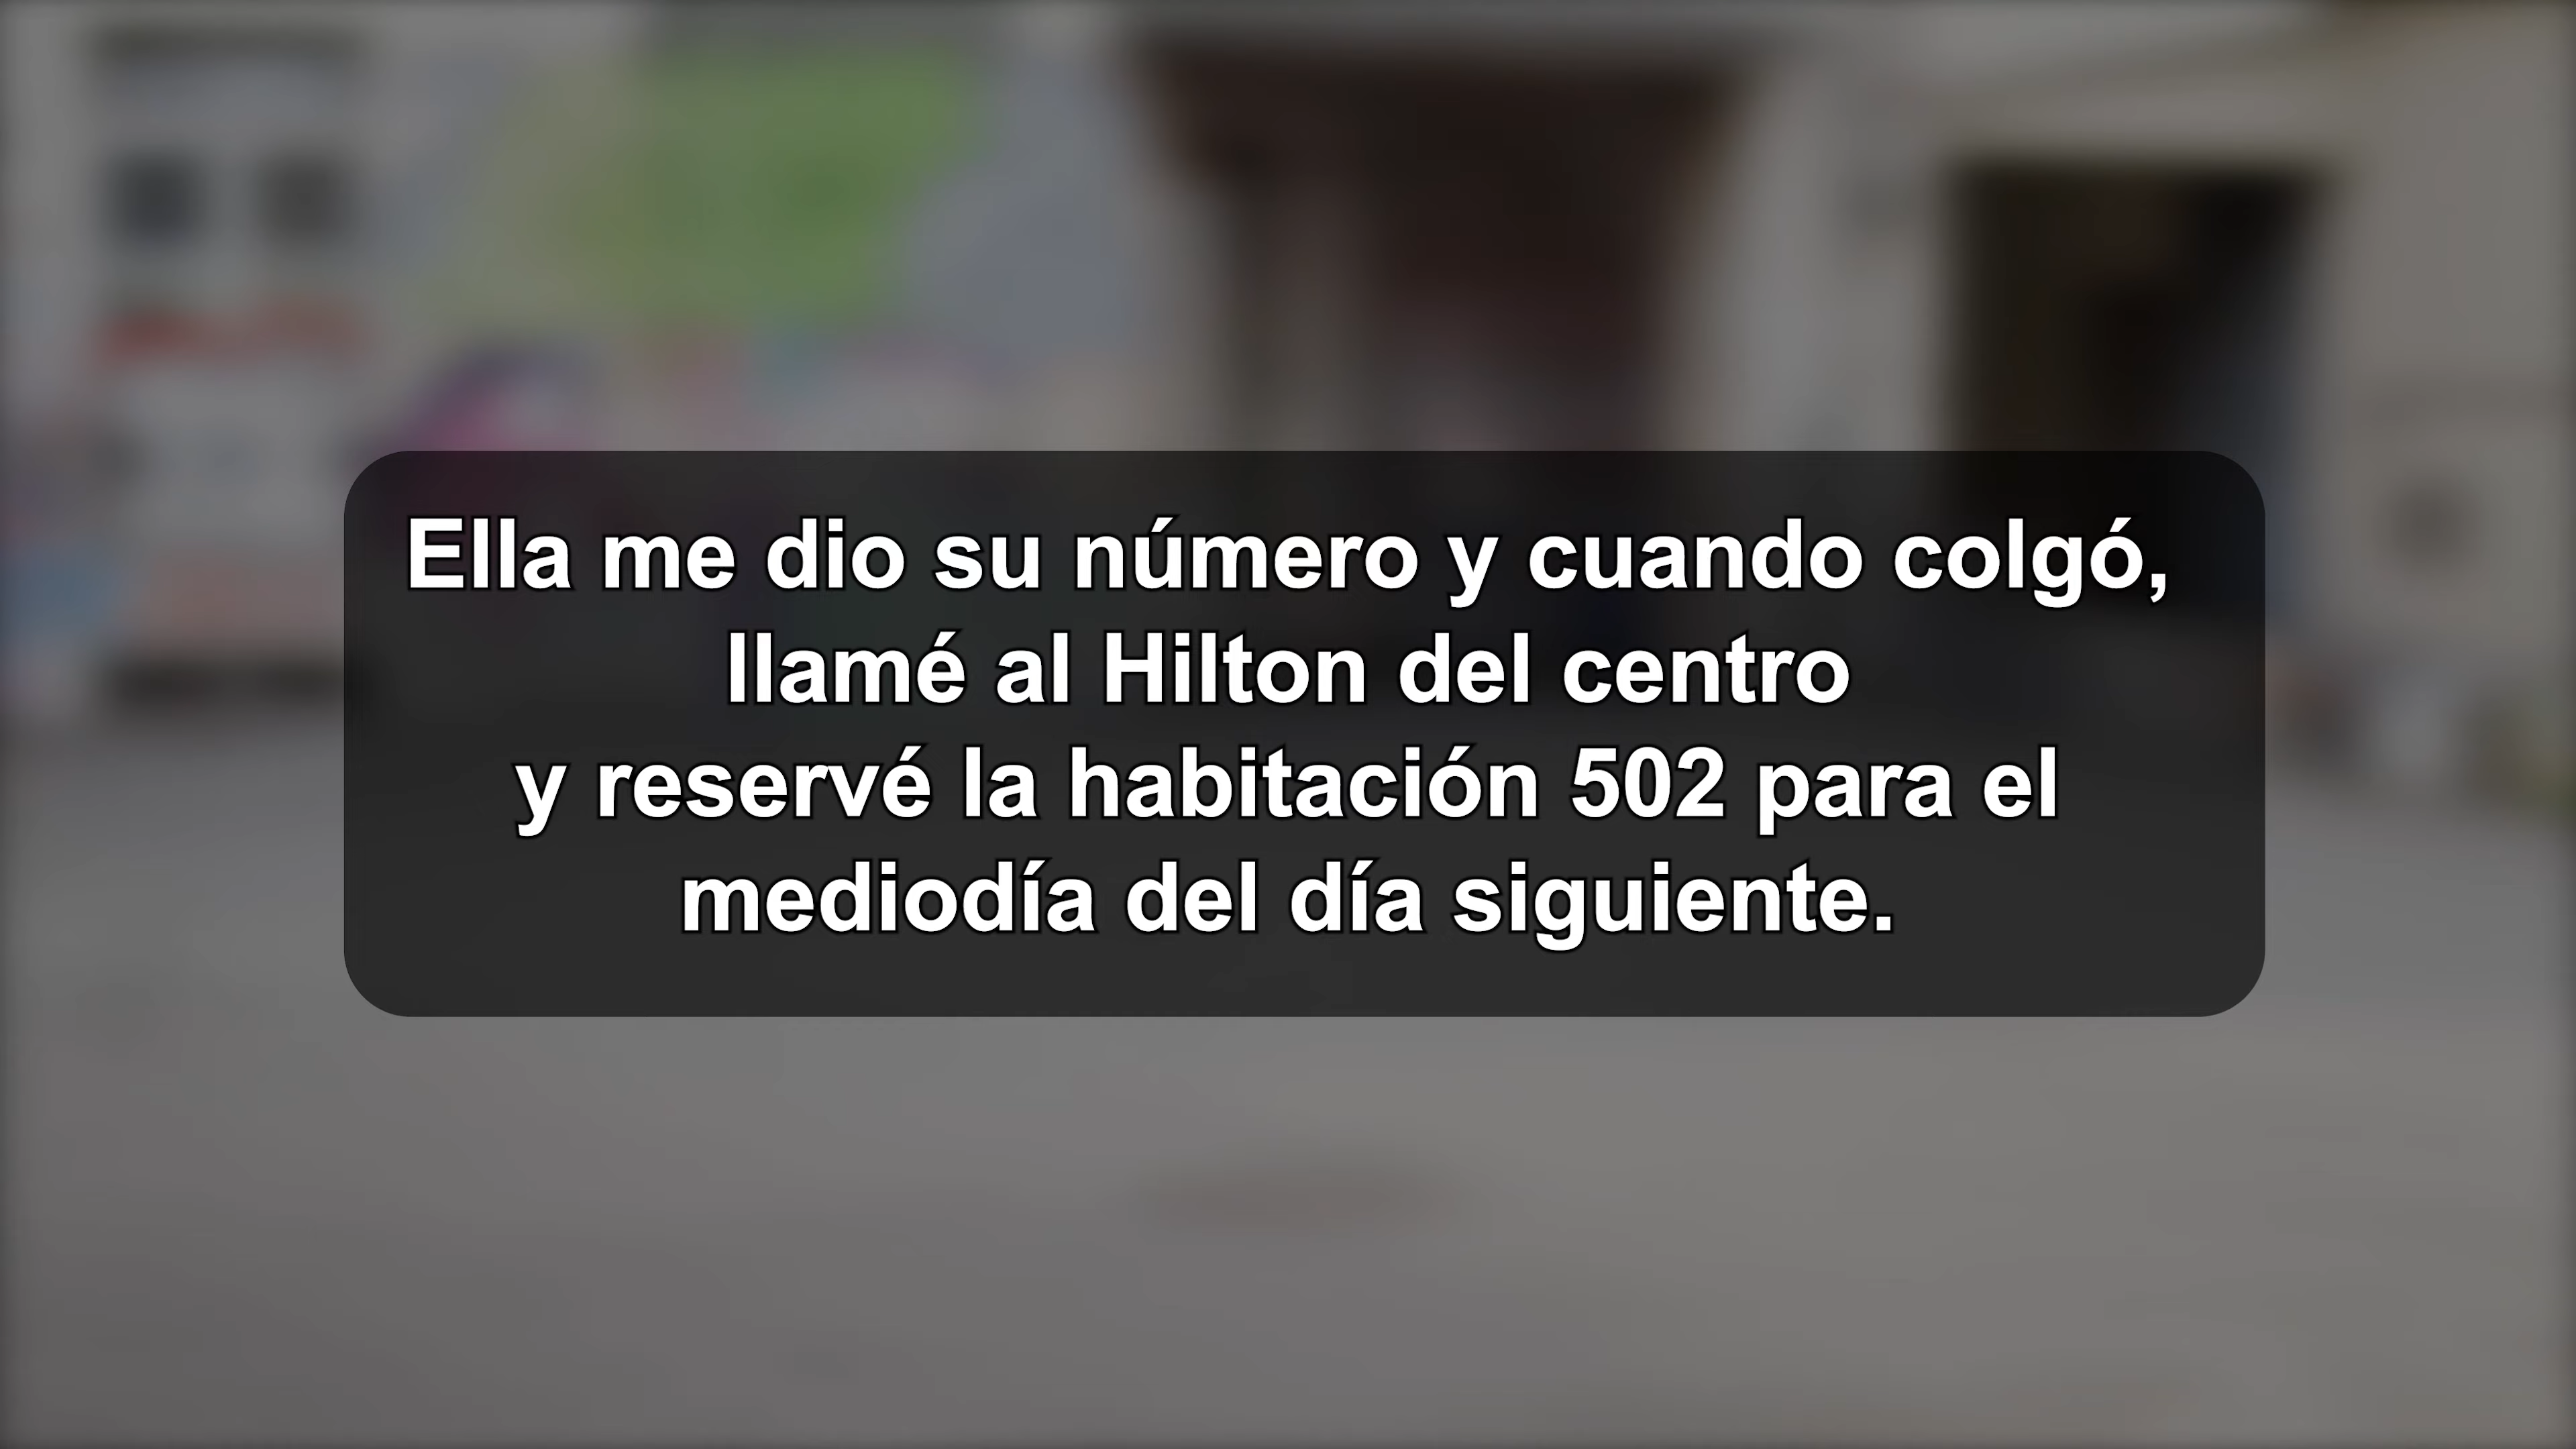 Ella me dio su número y cuando colgó,
llamé al Hilton del centro
y reservé la habitación 502 para el
mediodía del día siguiente.